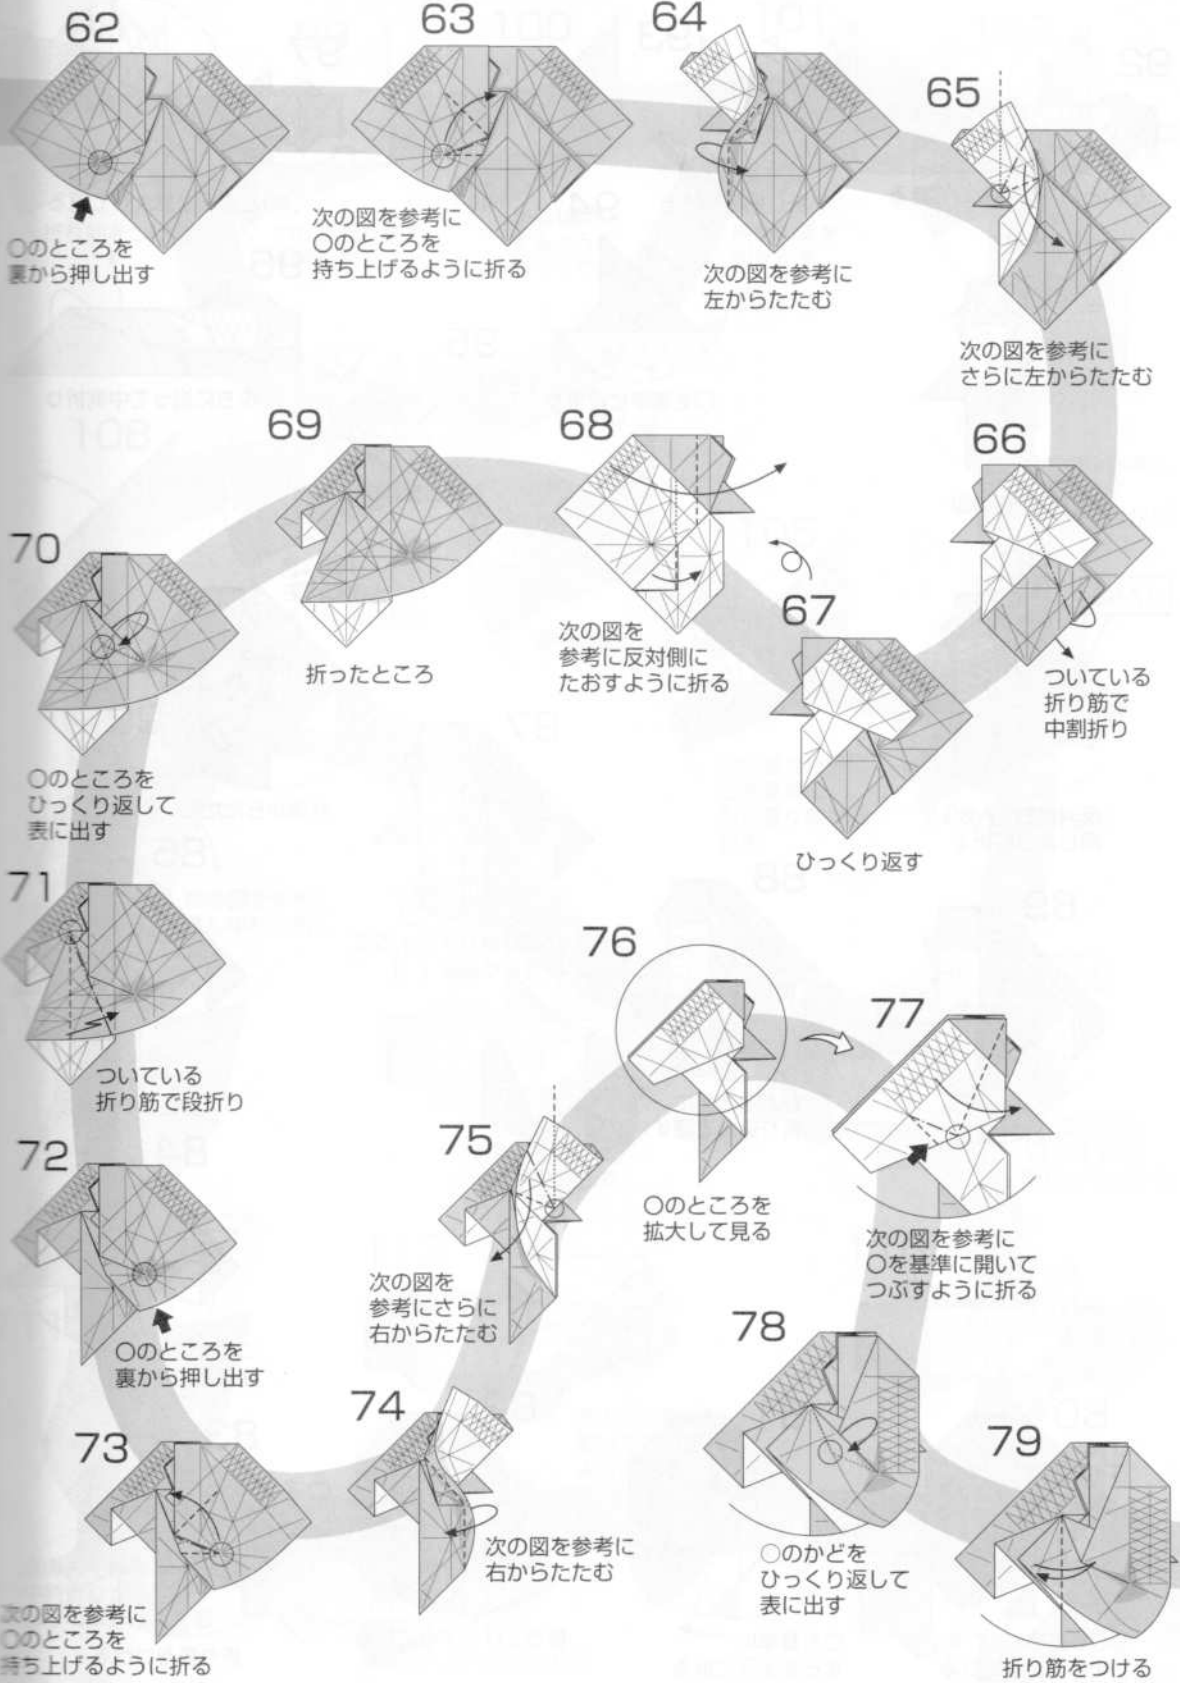 62
〇のところを
裏から押し出す
63
次の図を参考に
〇のところを
持ち上げるように折る
64
次の図を参考に
左からたたむ
65
次の図を参考に
さらに左からたたむ
66
ついている
折り筋で
中割折り
67
ひっくり返す
68
次の図を
参考に反対側に
たおすように折る
69
折ったところ
70
〇のところを
ひっくり返して
表に出す
71
ついている
折り筋で段折り
72
〇のところを
裏から押し出す
73
次の図を参考に
〇のところを
持ち上げるように折る
74
次の図を参考に
右からたたむ
75
次の図を
参考にさらに
右からたたむ
76
〇のところを
拡大して見る
77
次の図を参考に
〇を基準に開いて
つぶすように折る
78
〇のかどを
ひっくり返して
表に出す
79
折り筋をつける